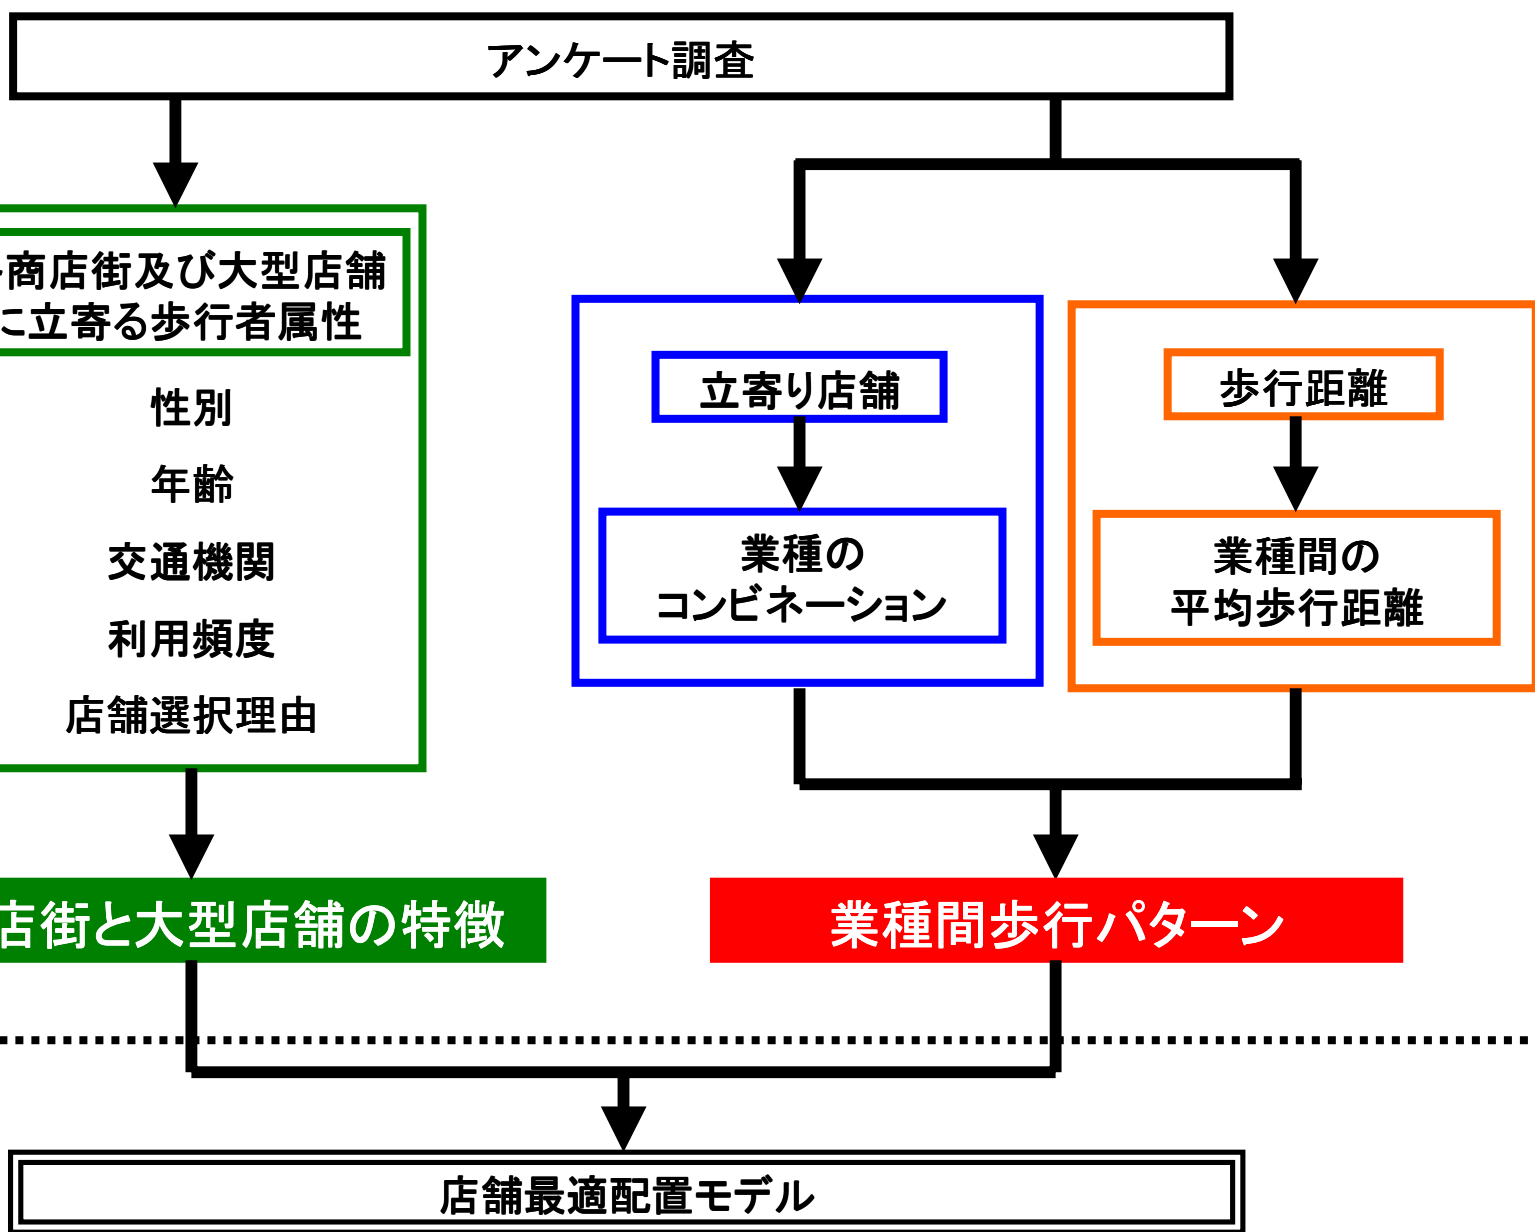 アンケート調査
商店街及び大型店舗
に立寄る歩行者属性
性別
年齢
交通機関
利用頻度
店舗選択理由
立寄り店舗
業種の
コンビネーション
歩行距離
業種間の
平均歩行距離
店街と大型店舗の特徴
業種間歩行パターン
店舗最適配置モデル